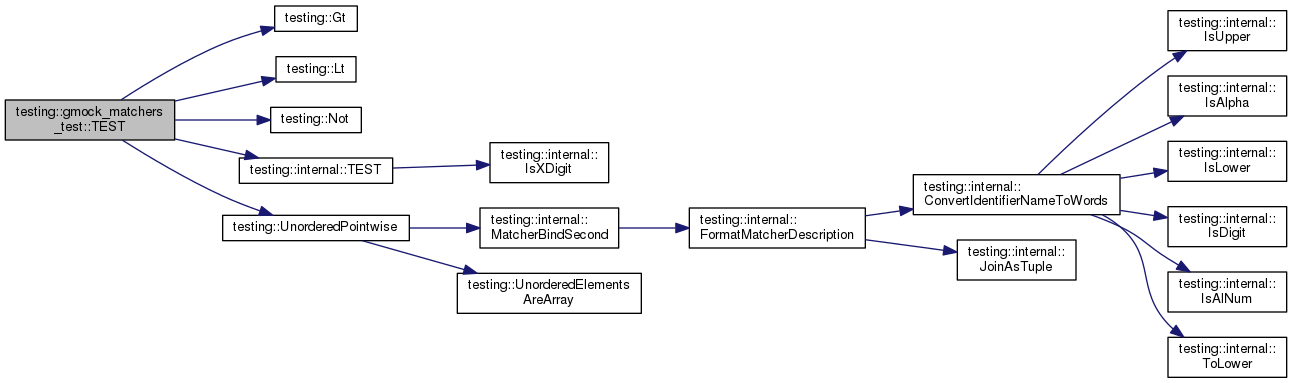 testing::gmock_matchers
_test::TEST
testing::Gt
testing::Lt
testing::Not
testing::internal::TEST
testing::internal::
IsXDigit
testing::UnorderedPointwise
testing::internal::
MatcherBindSecond
testing::UnorderedElements
AreArray
testing::internal::
FormatMatcherDescription
testing::internal::
ConvertIdentifierNameToWords
testing::internal::
JoinAsTuple
testing::internal::
IsUpper
testing::internal::
IsAlpha
testing::internal::
IsLower
testing::internal::
IsDigit
testing::internal::
IsAlNum
testing::internal::
ToLower